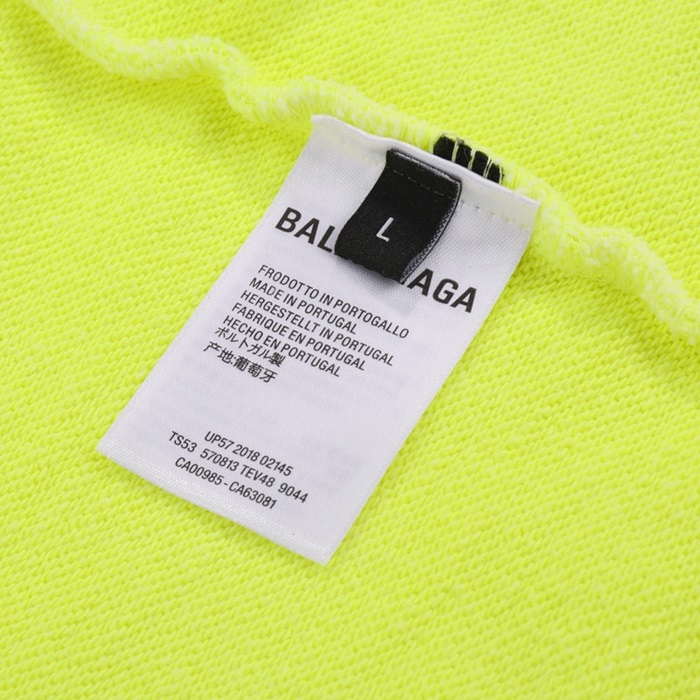 L
BAL AGA
FRODOTTO IN PORTOGALLO
MADE IN PORTUGAL
HERGESTELLT IN PORTUGAL
FABRIQUE EN PORTUGAL
HECHO EN PORTUGAL
ポルトガル製
产地:葡萄牙
UP57 2018 02145
TS53 570813 TEV48 9044
CA00985-CA63081